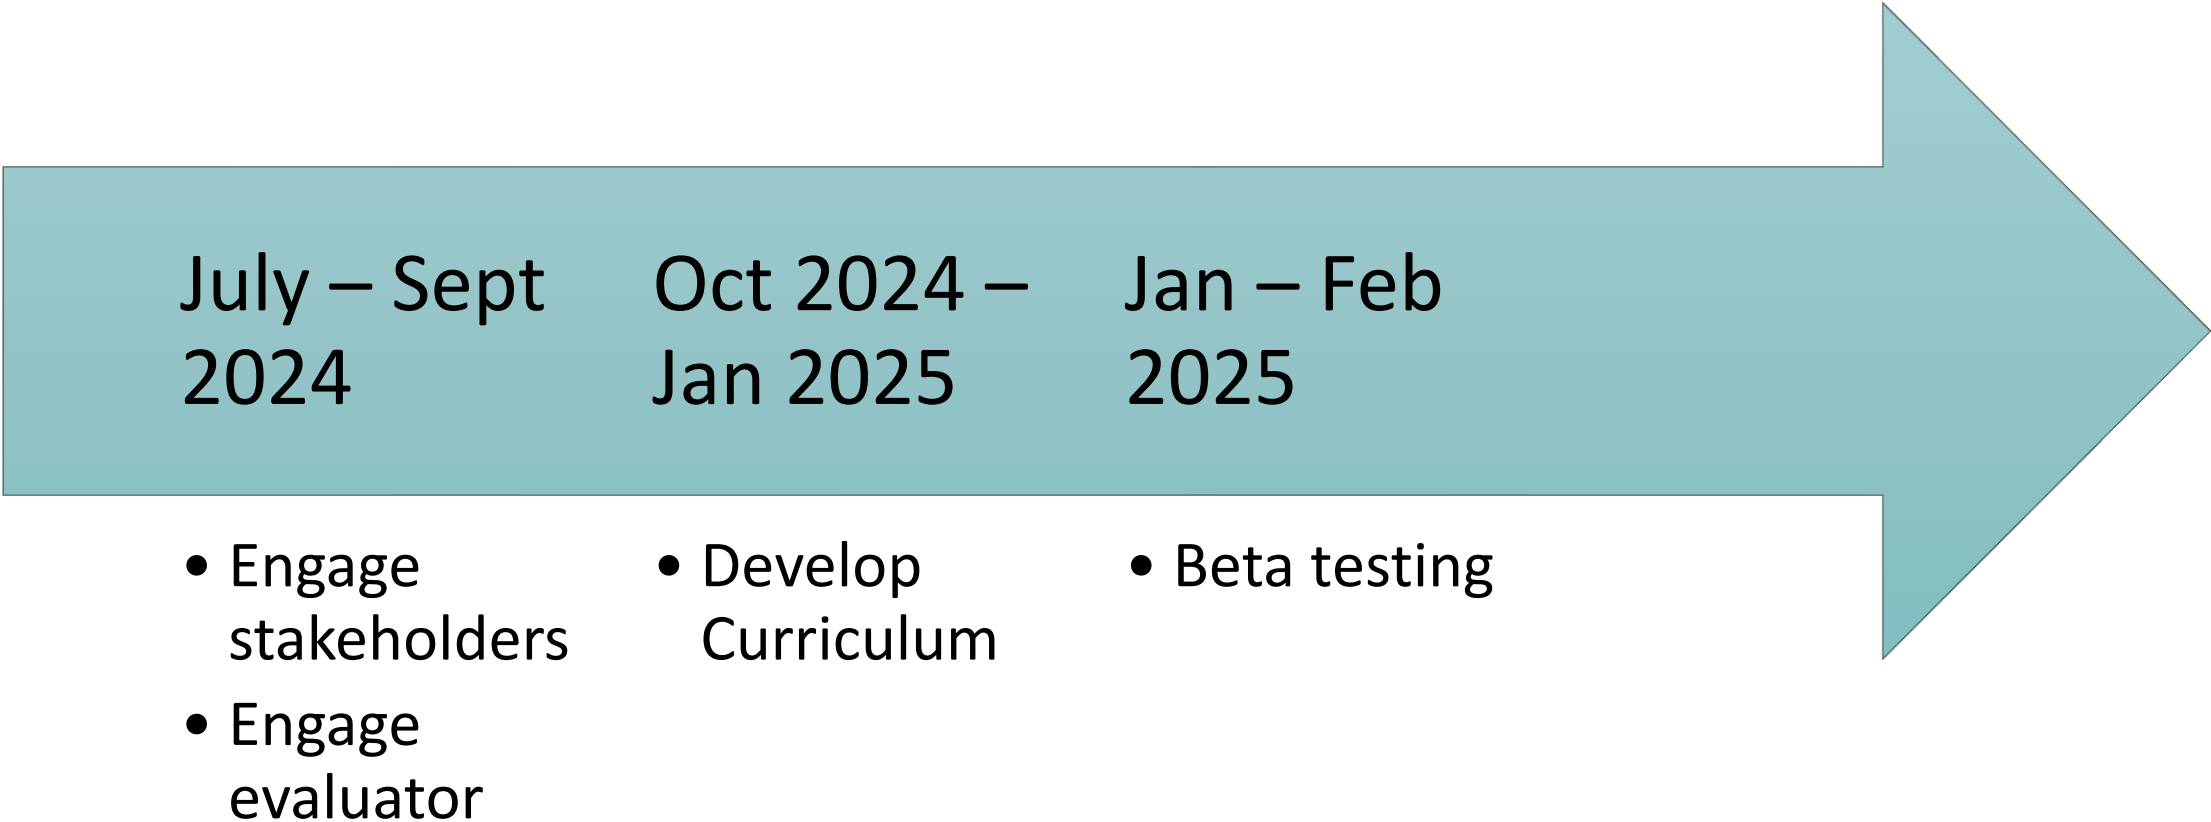 July – Sept
2024
Oct 2024 –
Jan 2025
Jan – Feb
2025
• Engage
stakeholders
• Engage
evaluator
• Develop
Curriculum
• Beta testing